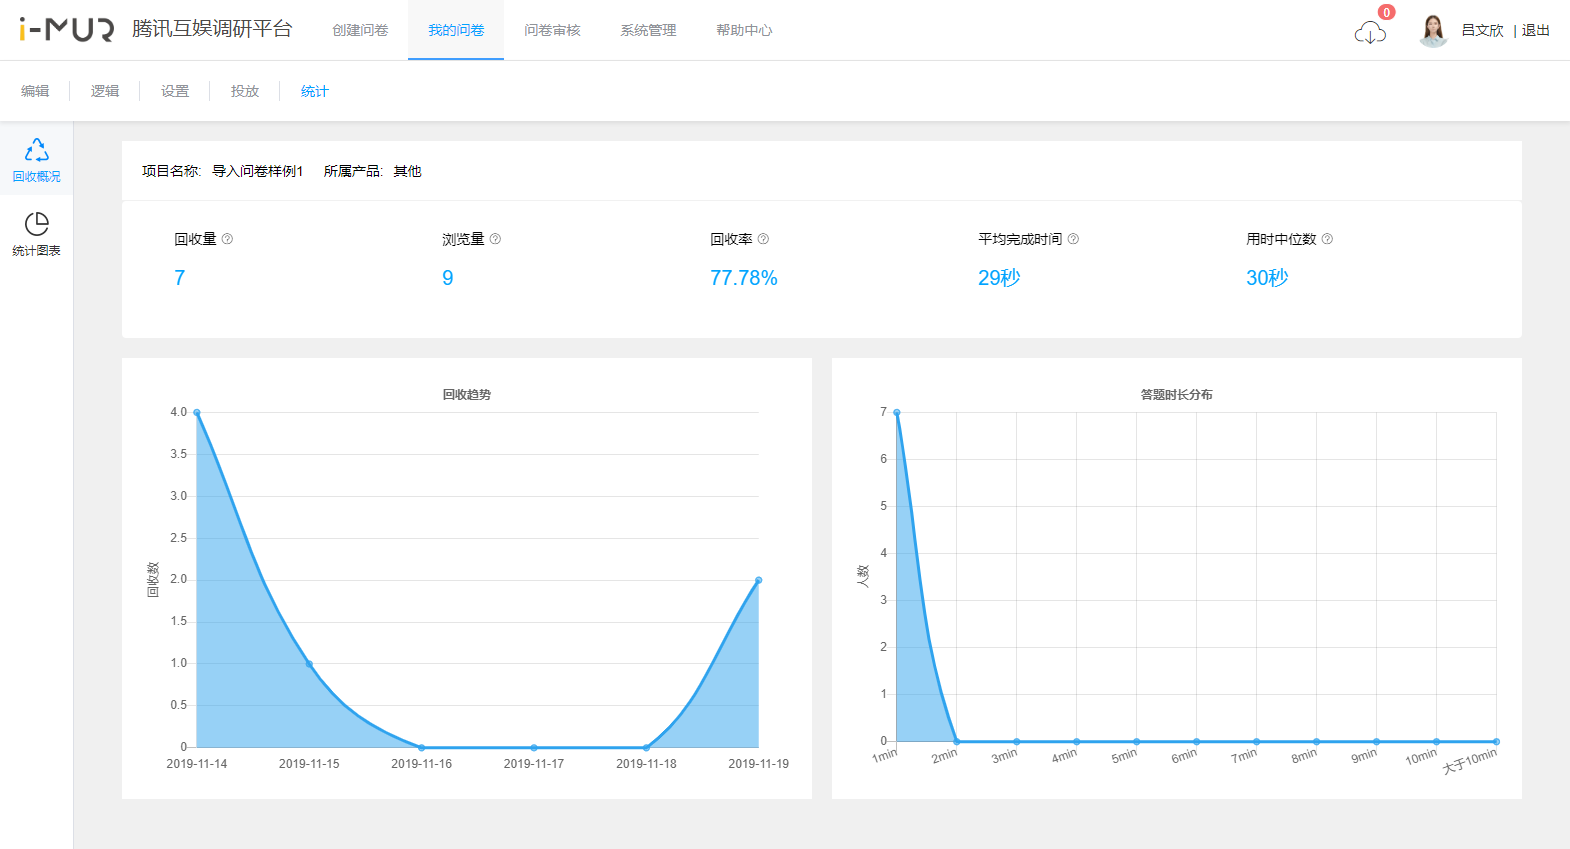 i-MUR 腾讯互娱调研平台 创建问卷 我的问卷 问卷审核 系统管理 帮助中心 0 吕文欣 | 退出
编辑 逻辑 设置 投放 统计
回收概况
统计图表
项目名称: 导入问卷样例1 所属产品: 其他
回收量 浏览量 回收率 平均完成时间 用时中位数
7 9 77.78% 29秒 30秒
回收趋势
4.0
3.5
3.0
2.5
2.0
1.5
1.0
0.5
0
回收数
2019-11-14 2019-11-15 2019-11-16 2019-11-17 2019-11-18 2019-11-19
答题时长分布
7
6
5
4
3
2
1
0
人数
1min 2min 3min 4min 5min 6min 7min 8min 9min 10min 大于10min